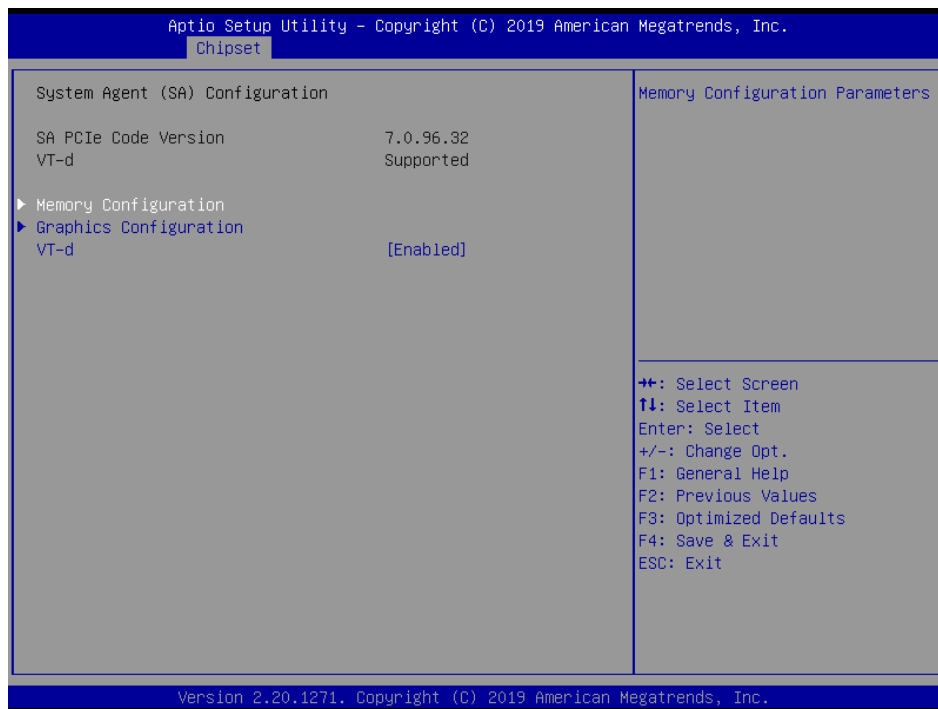 Aptio Setup Utility – Copyright (C) 2019 American Megatrends, Inc.
Chipset
System Agent (SA) Configuration
SA PCIe Code Version 7.0.96.32
VT-d Supported
Memory Configuration
Graphics Configuration
VT-d [Enabled]
Memory Configuration Parameters
→←: Select Screen
↑↓: Select Item
Enter: Select
+/-: Change Opt.
F1: General Help
F2: Previous Values
F3: Optimized Defaults
F4: Save & Exit
ESC: Exit
Version 2.20.1271. Copyright (C) 2019 American Megatrends, Inc.